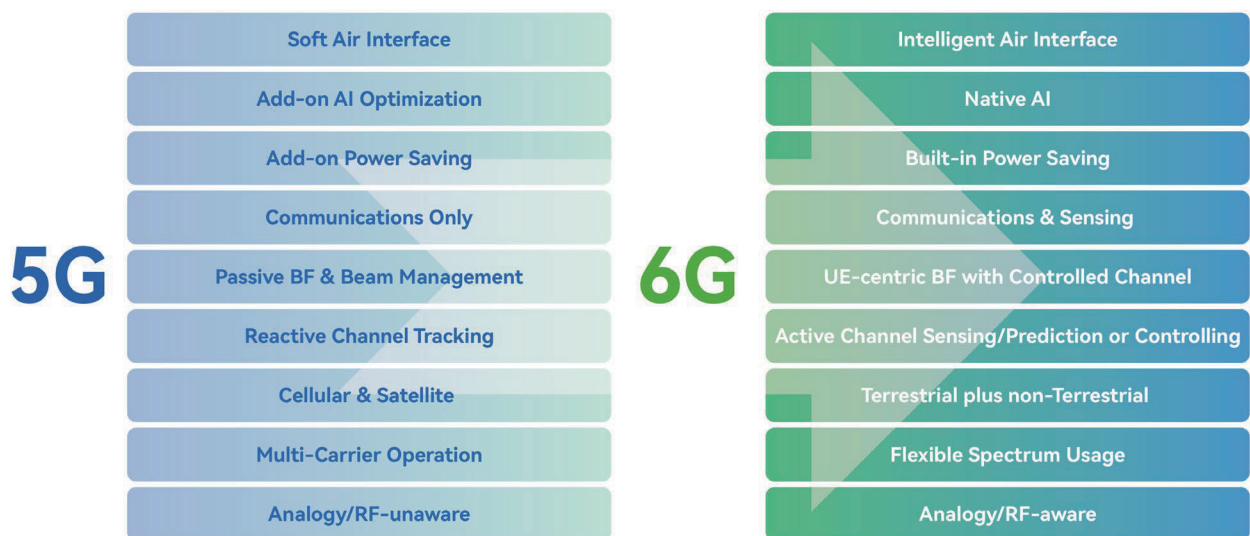 5G
Soft Air Interface
Add-on AI Optimization
Add-on Power Saving
Communications Only
Passive BF & Beam Management
Reactive Channel Tracking
Cellular & Satellite
Multi-Carrier Operation
Analogy/RF-unaware
6G
Intelligent Air Interface
Native AI
Built-in Power Saving
Communications & Sensing
UE-centric BF with Controlled Channel
Active Channel Sensing/Prediction or Controlling
Terrestrial plus non-Terrestrial
Flexible Spectrum Usage
Analogy/RF-aware